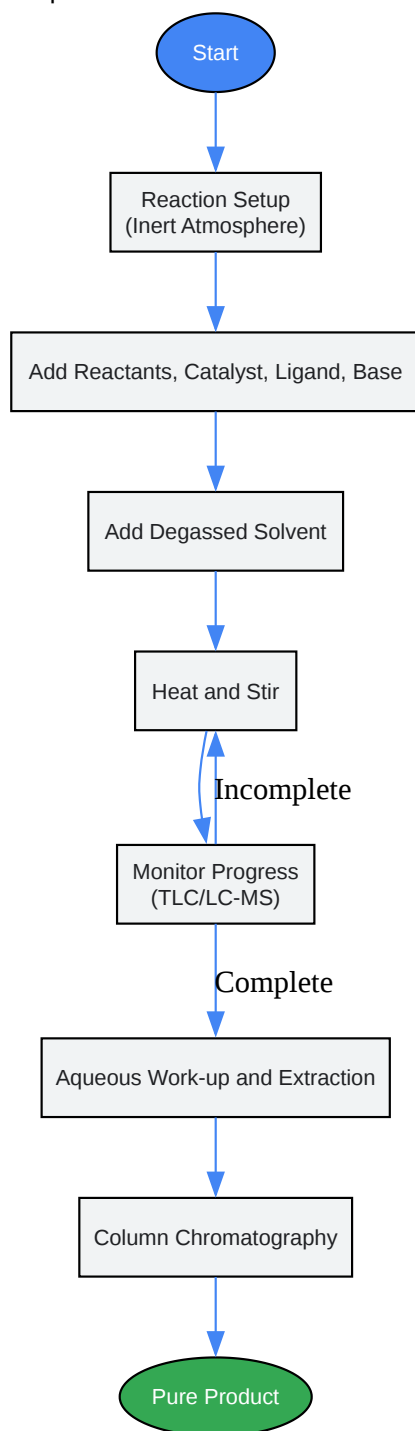 Start
Reaction Setup
(Inert Atmosphere)
Add Reactants, Catalyst, Ligand, Base
Add Degassed Solvent
Heat and Stir
Incomplete
Monitor Progress
(TLC/LC-MS)
Complete
Aqueous Work-up and Extraction
Column Chromatography
Pure Product